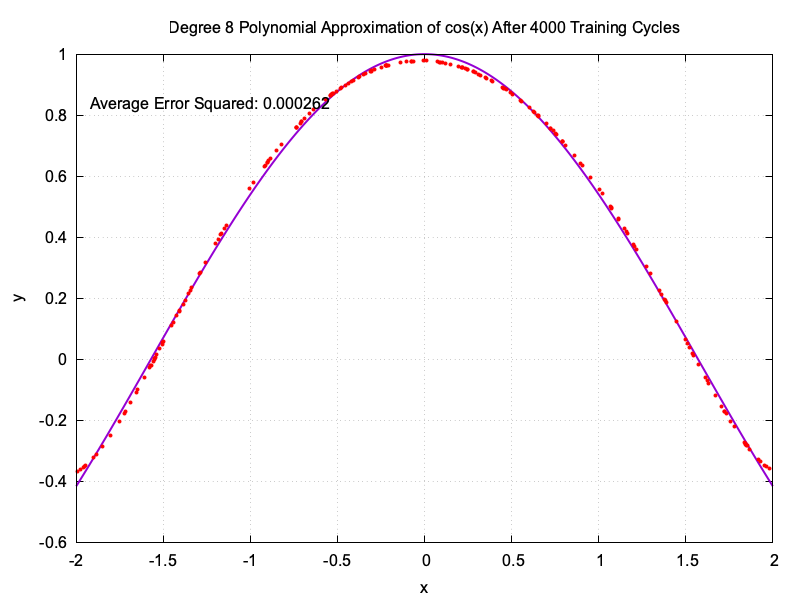 Degree 8 Polynomial Approximation of cos(x) After 4000 Training Cycles
1
Average Error Squared: 0.000262
0.8
0.6
0.4
y
0.2
0
-0.2
-0.4
-0.6
-2 -1.5 -1 -0.5 0 0.5 1 1.5 2
x